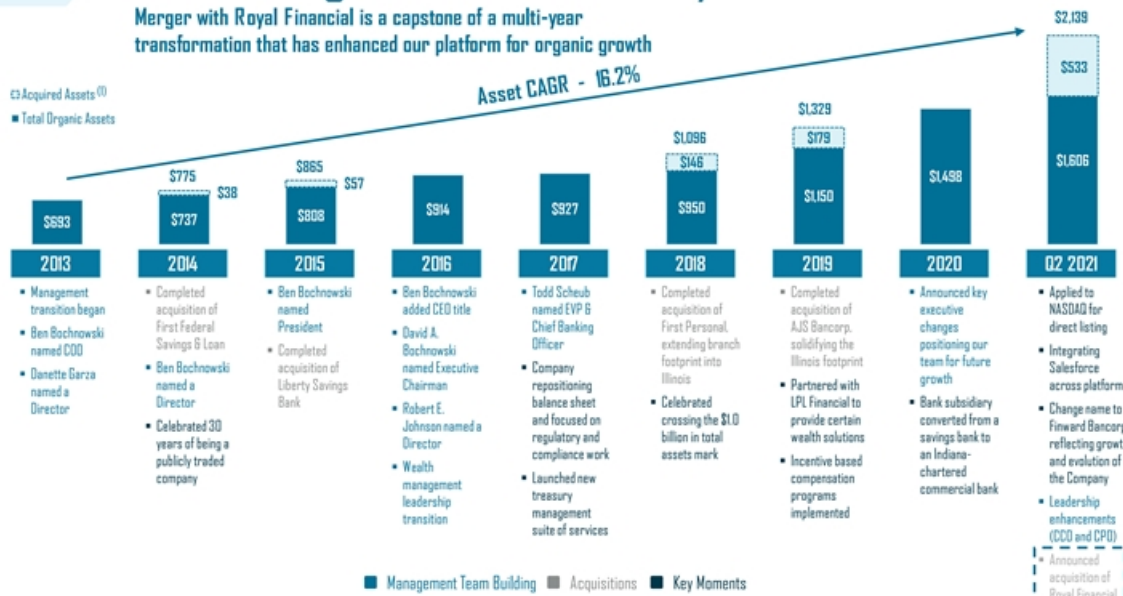 Merger with Royal Financial is a capstone of a multi-year
transformation that has enhanced our platform for organic growth
Asset CAGR - 16.2%
Acquired Assets (1)
Total Organic Assets
$693
$775
$38
$737
$865
$57
$808
$914
$927
$1,096
$146
$950
$1,329
$179
$1,150
$1,498
$2,139
$533
$1,606
2013
2014
2015
2016
2017
2018
2019
2020
Q2 2021
▪ Management
transition began
▪ Ben Bochnowski
named COO
▪ Danette Garza
named a
Director
▪ Completed
acquisition of
First Federal
Savings & Loan
▪ Ben Bochnowski
named a
Director
▪ Celebrated 30
years of being a
publicly traded
company
▪ Ben Bochnowski
named
President
▪ Completed
acquisition of
Liberty Savings
Bank
▪ Ben Bochnowski
added CEO title
▪ David A.
Bochnowski
named Executive
Chairman
▪ Robert E.
Johnson named a
Director
▪ Wealth
management
leadership
transition
▪ Todd Scheub
named EVP &
Chief Banking
Officer
▪ Company
repositioning
balance sheet
and focused on
regulatory and
compliance work
▪ Launched new
treasury
management
suite of services
▪ Completed
acquisition of
First Personal,
extending branch
footprint into
Illinois
▪ Celebrated
crossing the $1.0
billion in total
assets mark
▪ Completed
acquisition of
AJS Bancorp,
solidifying the
Illinois footprint
▪ Partnered with
LPL Financial to
provide certain
wealth solutions
▪ Incentive based
compensation
programs
implemented
▪ Announced key
executive
changes
positioning our
team for future
growth
▪ Bank subsidiary
converted from a
savings bank to
an Indiana-
chartered
commercial bank
▪ Applied to
NASDAQ for
direct listing
▪ Integrating
Salesforce
across platform
▪ Change name to
Finward Bancorp
reflecting growt
and evolution of
the Company
▪ Leadership
enhancements
(CCO and CPO)
▪ Announced
acquisition of
Royal Financial
Management Team Building
Acquisitions
Key Moments